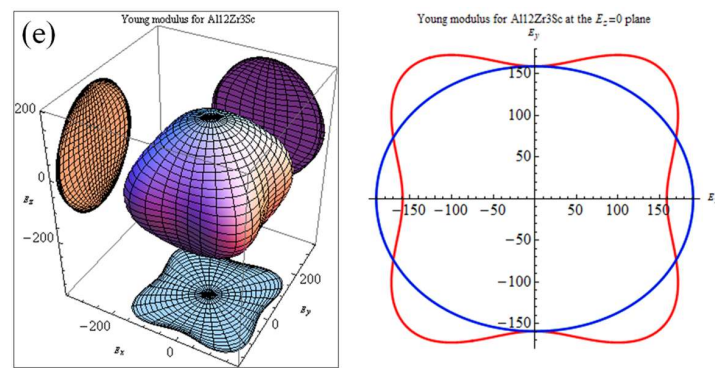 (e)
Young modulus for Al12Zr3Sc
200
0
-200
Ez
-200
0
Ex
200
0
Ey
Young modulus for Al12Zr3Sc at the Ez=0 plane
Ey
150
100
50
-150 -100 -50 50 100 150
-50
-100
-150